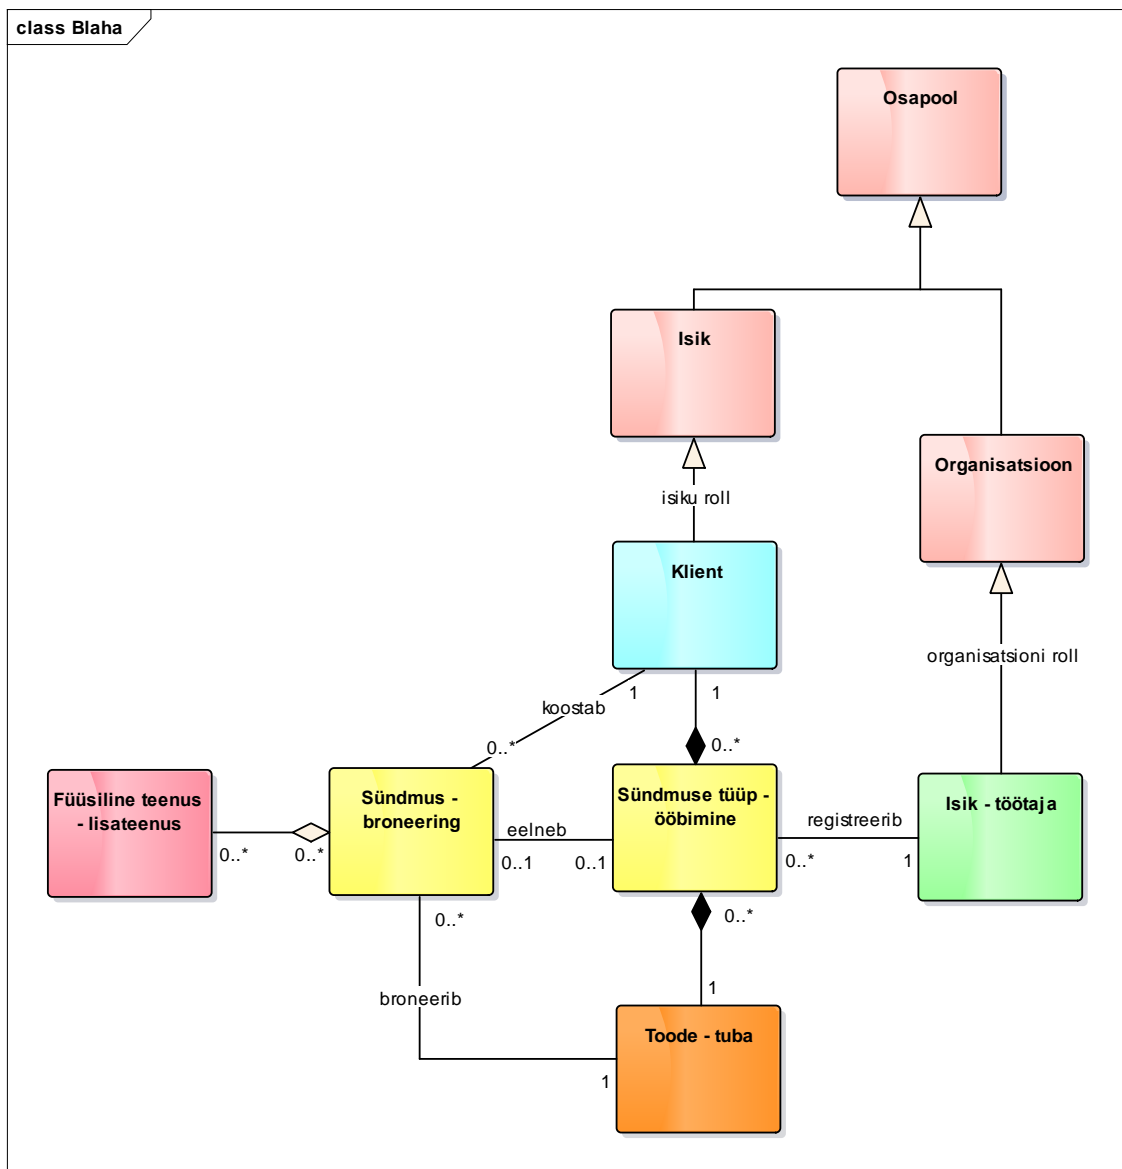 class Blaha
Osapool
Isik
Organisatsioon
isiku roll
Klient
organisatsioni roll
1
1
koostab
0..*
0..*
Füüsiline teenus
- lisateenus
Sündmus -
broneering
Sündmuse tüüp -
ööbimine
Isik - töötaja
eelneb
registreerib
0..*
0..*
0..1
0..1
0..*
1
0..*
0..*
broneerib
1
Toode - tuba
1